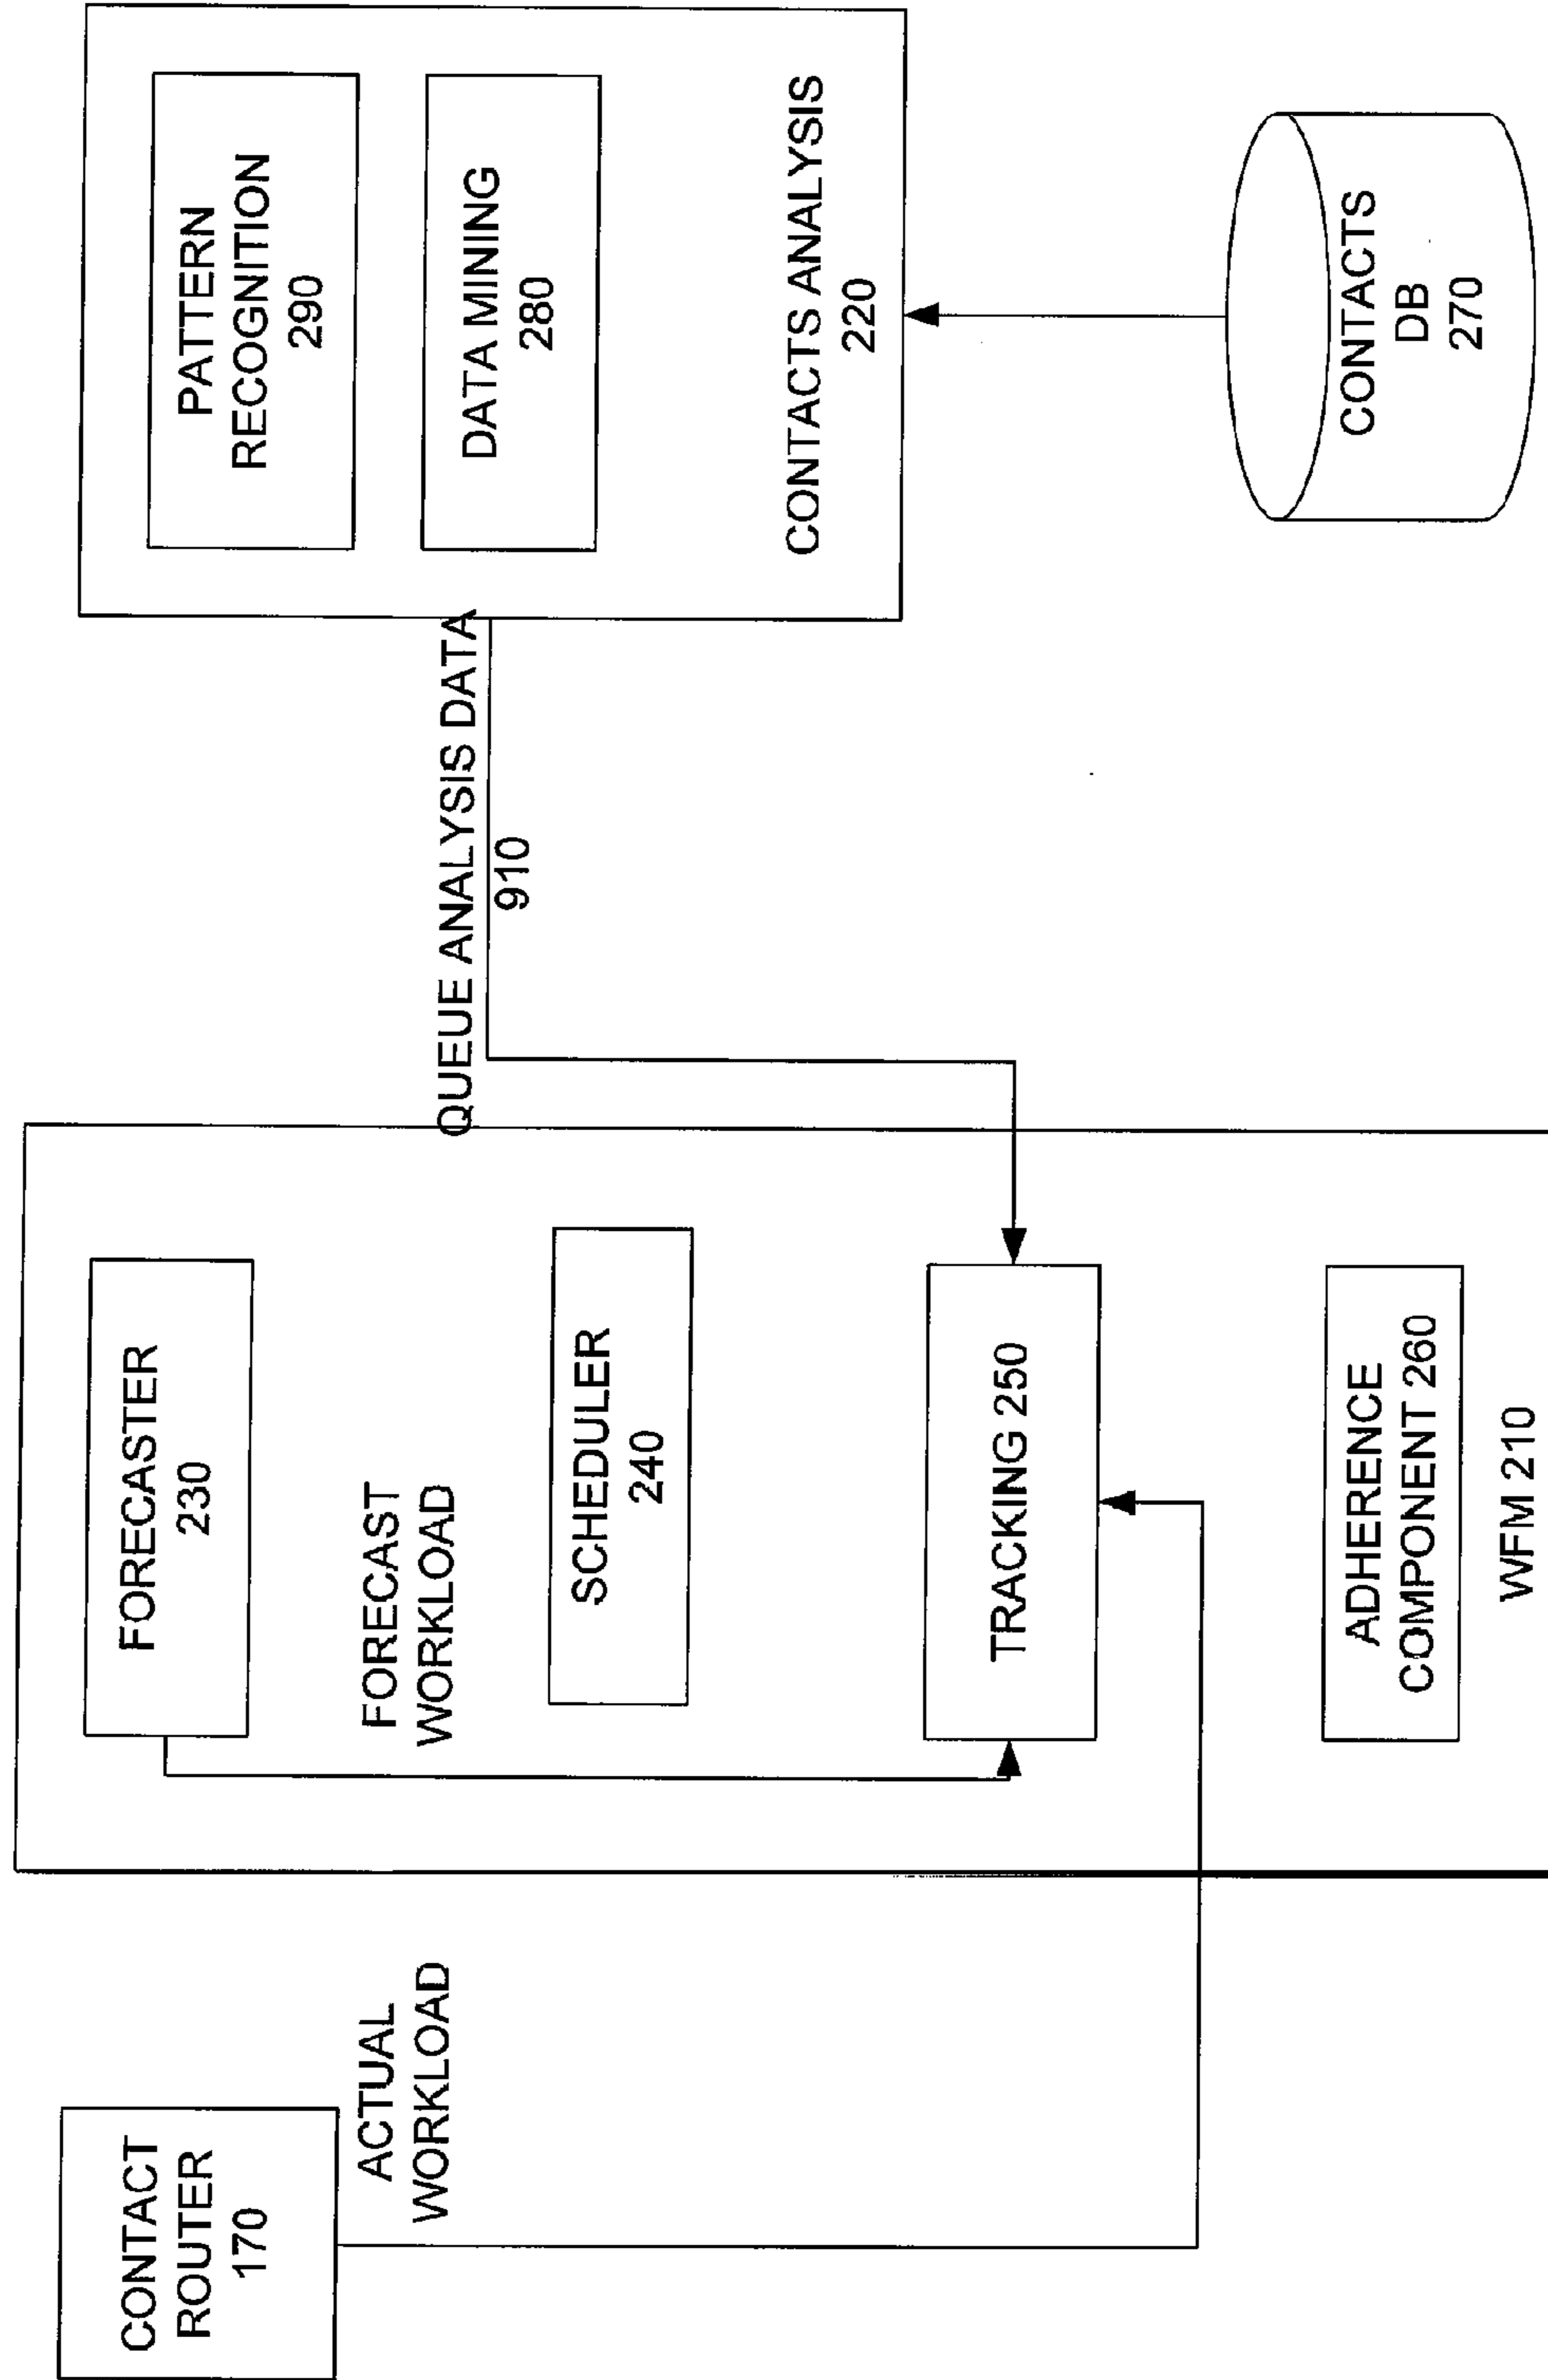 CONTACT
ROUTER
170
ACTUAL
WORKLOAD
FORECASTER
230
FORECAST
WORKLOAD
SCHEDULER
240
TRACKING 250
ADHERENCE
COMPONENT 260
WFM 210
QUEUE ANALYSIS DATA
910
PATTERN
RECOGNITION
290
DATA MINING
280
CONTACTS ANALYSIS
220
CONTACTS
DB
270